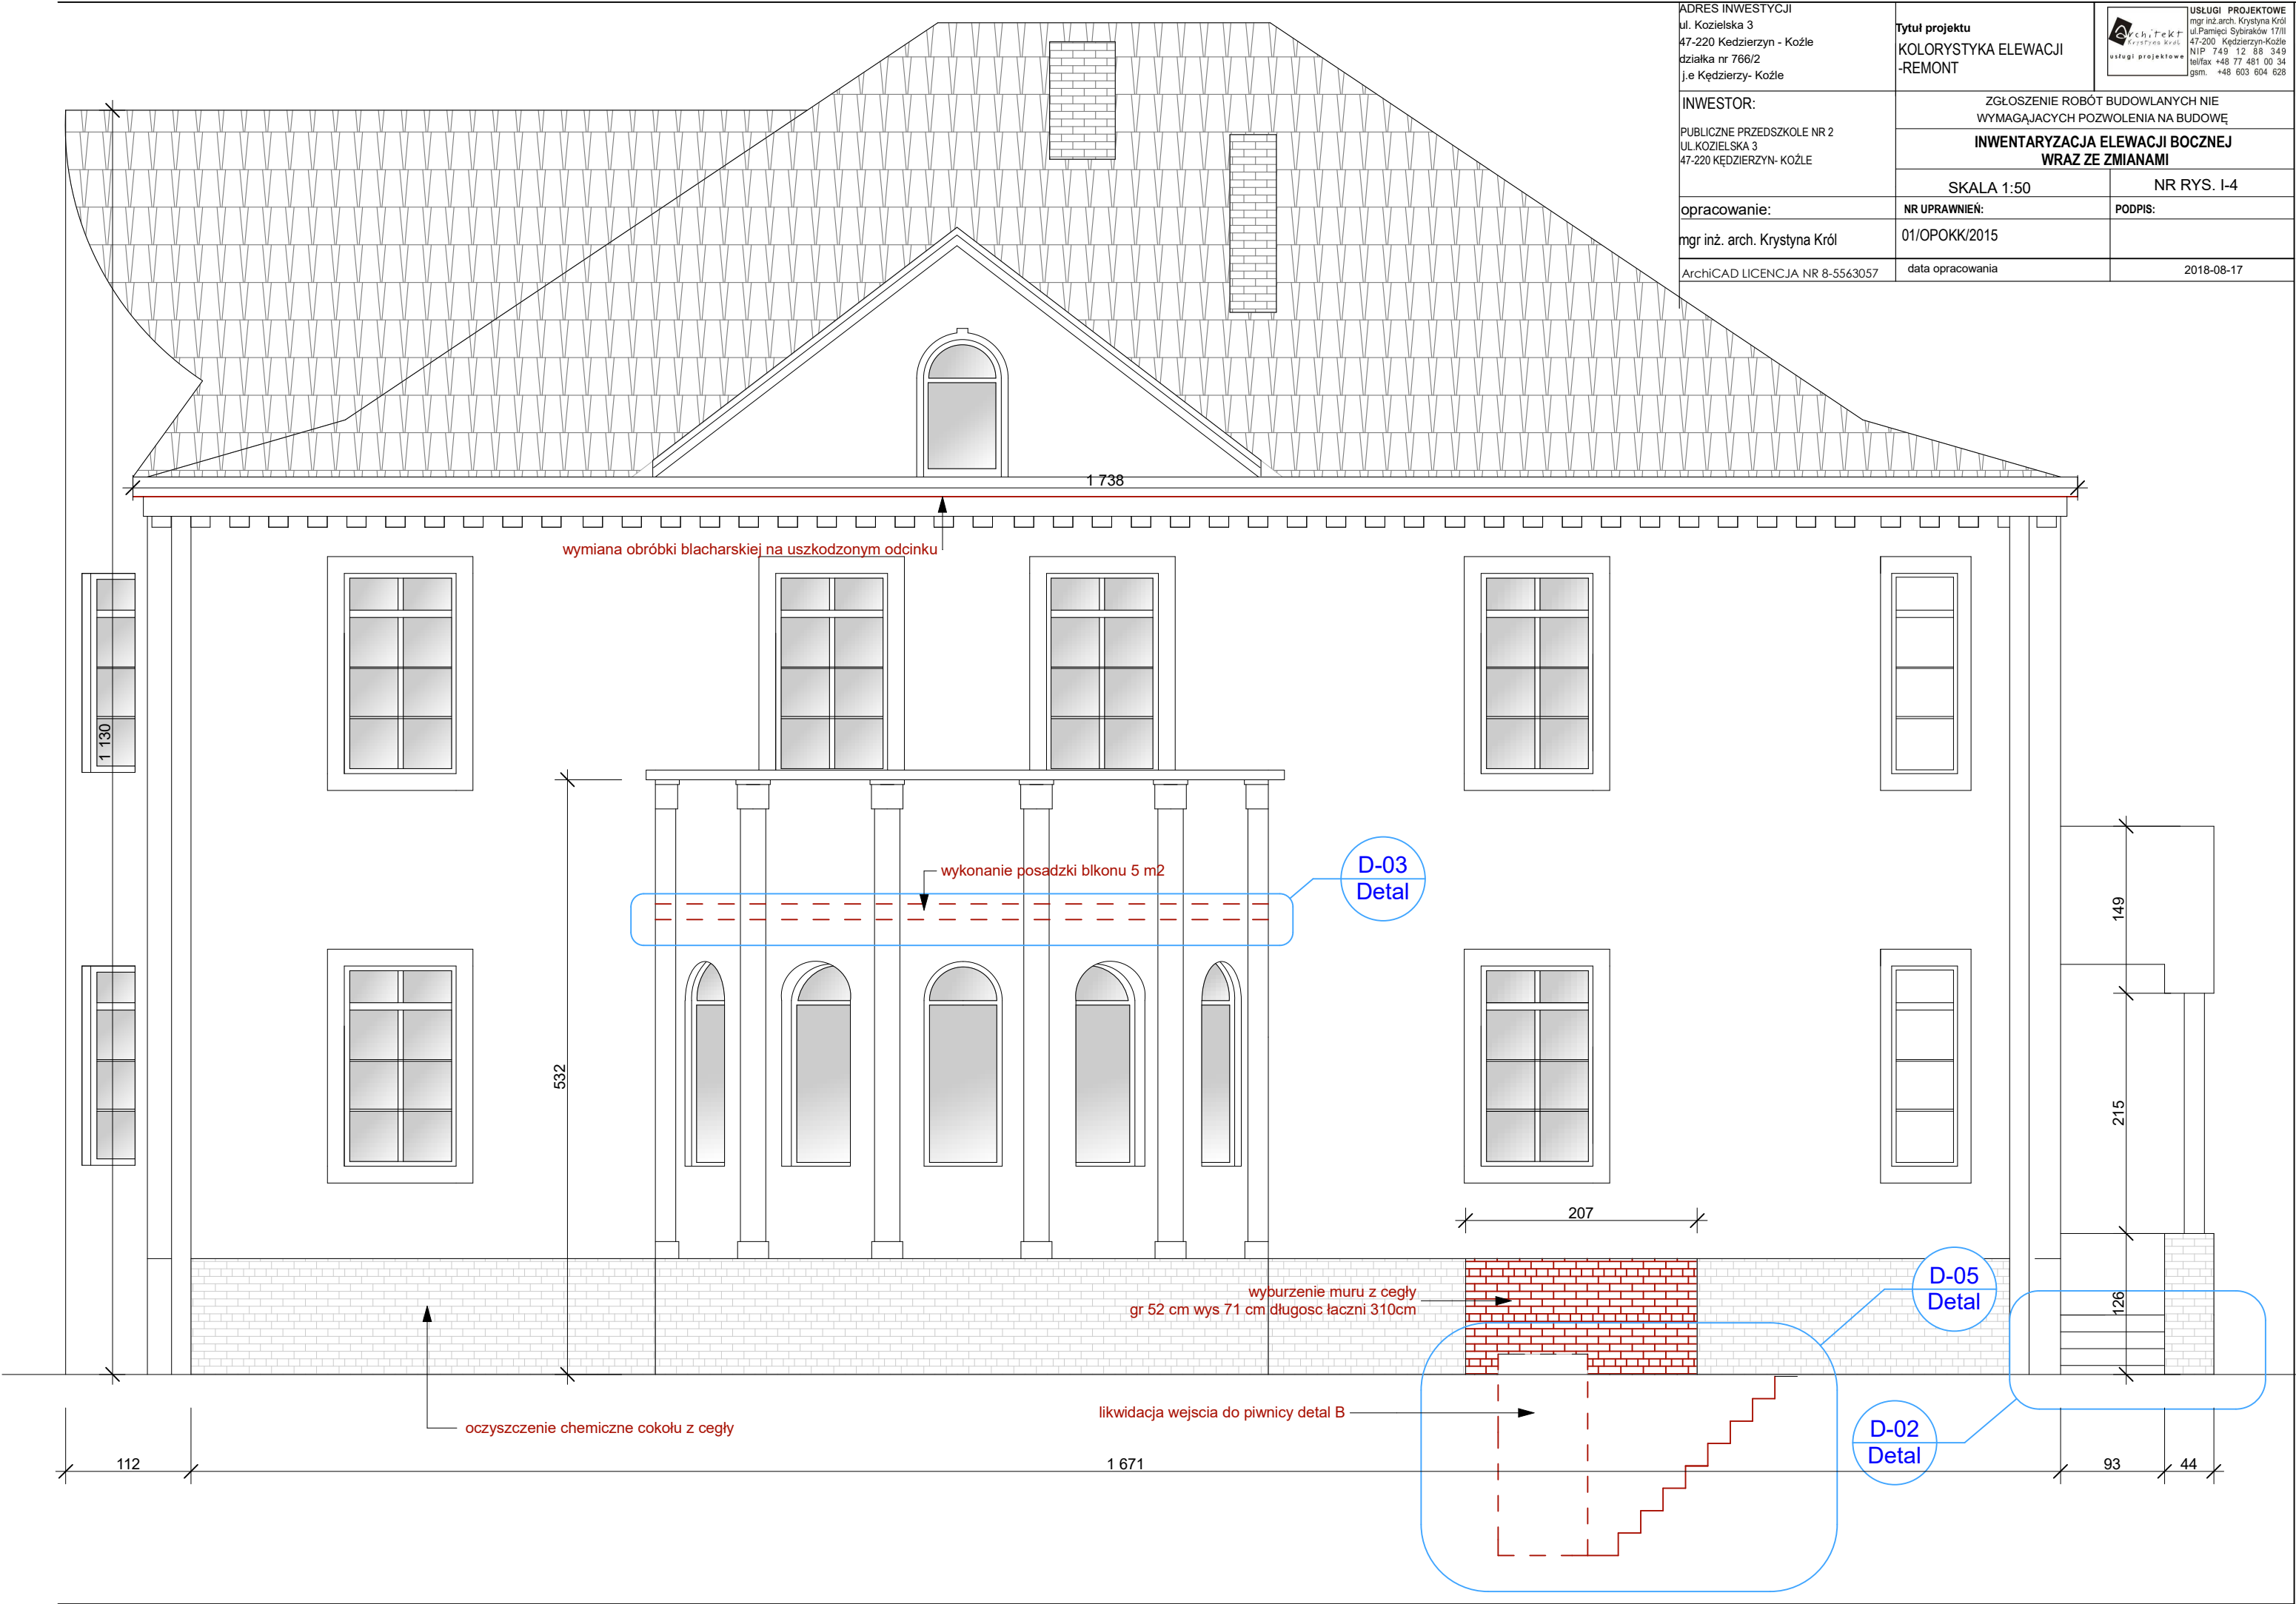 ADRES INWESTYCJI
ul. Kozielska 3
47-220 Kedzierzyn - Koźle
działka nr 766/2
j.e Kędzierzy- Koźle
Tytuł projektu
KOLORYSTYKA ELEWACJI
-REMONT
Architekt
Krystyna Król
usługi projektowe
USŁUGI PROJEKTOWE
mgr inż.arch. Krystyna Król
ul.Pamięci Sybiraków 17/II
47-200 Kędzierzyn-Koźle
NIP 749 12 88 349
tel/fax +48 77 481 00 34
gsm. +48 603 604 628
INWESTOR:
PUBLICZNE PRZEDSZKOLE NR 2
UL.KOZIELSKA 3
47-220 KĘDZIERZYN- KOŹLE
ZGŁOSZENIE ROBÓT BUDOWLANYCH NIE
WYMAGĄJACYCH POZWOLENIA NA BUDOWĘ
INWENTARYZACJA ELEWACJI BOCZNEJ
WRAZ ZE ZMIANAMI
SKALA 1:50
NR RYS. I-4
opracowanie:
NR UPRAWNIEŃ:
PODPIS:
mgr inż. arch. Krystyna Król
01/OPOKK/2015
ArchiCAD LICENCJA NR 8-5563057
data opracowania
2018-08-17
1 738
wymiana obróbki blacharskiej na uszkodzonym odcinku
1 130
wykonanie posadzki blkonu 5 m2
D-03
Detal
149
532
215
207
wyburzenie muru z cegły
gr 52 cm wys 71 cm długosc łaczni 310cm
D-05
Detal
126
likwidacja wejscia do piwnicy detal B
oczyszczenie chemiczne cokołu z cegły
D-02
Detal
112
1 671
93
44